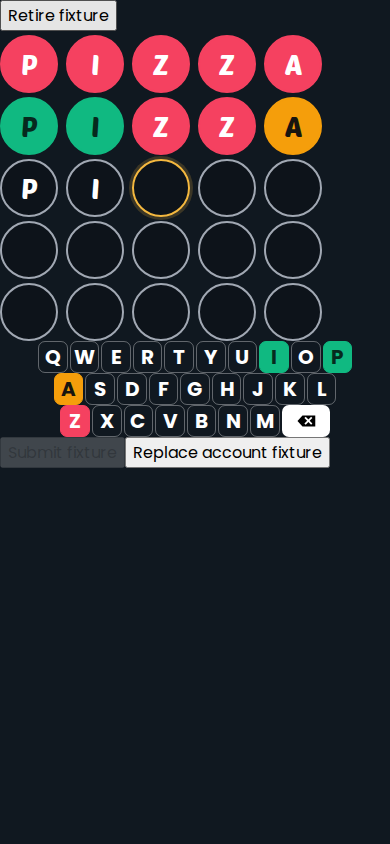 Retire fixture
P I Z Z A
P I Z Z A
P I
Q W E R T Y U I O P
A S D F G H J K L
Z X C V B N M
Submit fixture Replace account fixture